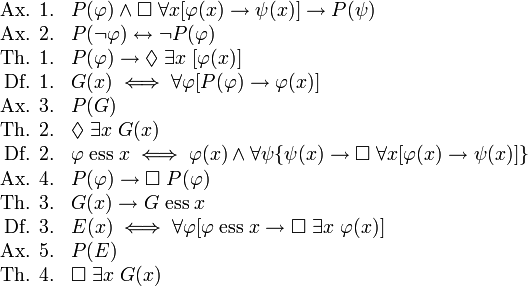 Ax. 1. P(φ) ∧ □ ∀x[φ(x) → ψ(x)] → P(ψ)
Ax. 2. P(¬φ) ↔ ¬P(φ)
Th. 1. P(φ) → ◊ ∃x [φ(x)]
Df. 1. G(x) ⟺ ∀φ[P(φ) → φ(x)]
Ax. 3. P(G)
Th. 2. ◊ ∃x G(x)
Df. 2. φ ess x ⟺ φ(x) ∧ ∀ψ{ψ(x) → □ ∀x[φ(x) → ψ(x)]}
Ax. 4. P(φ) → □ P(φ)
Th. 3. G(x) → G ess x
Df. 3. E(x) ⟺ ∀φ[φ ess x → □ ∃x φ(x)]
Ax. 5. P(E)
Th. 4. □ ∃x G(x)